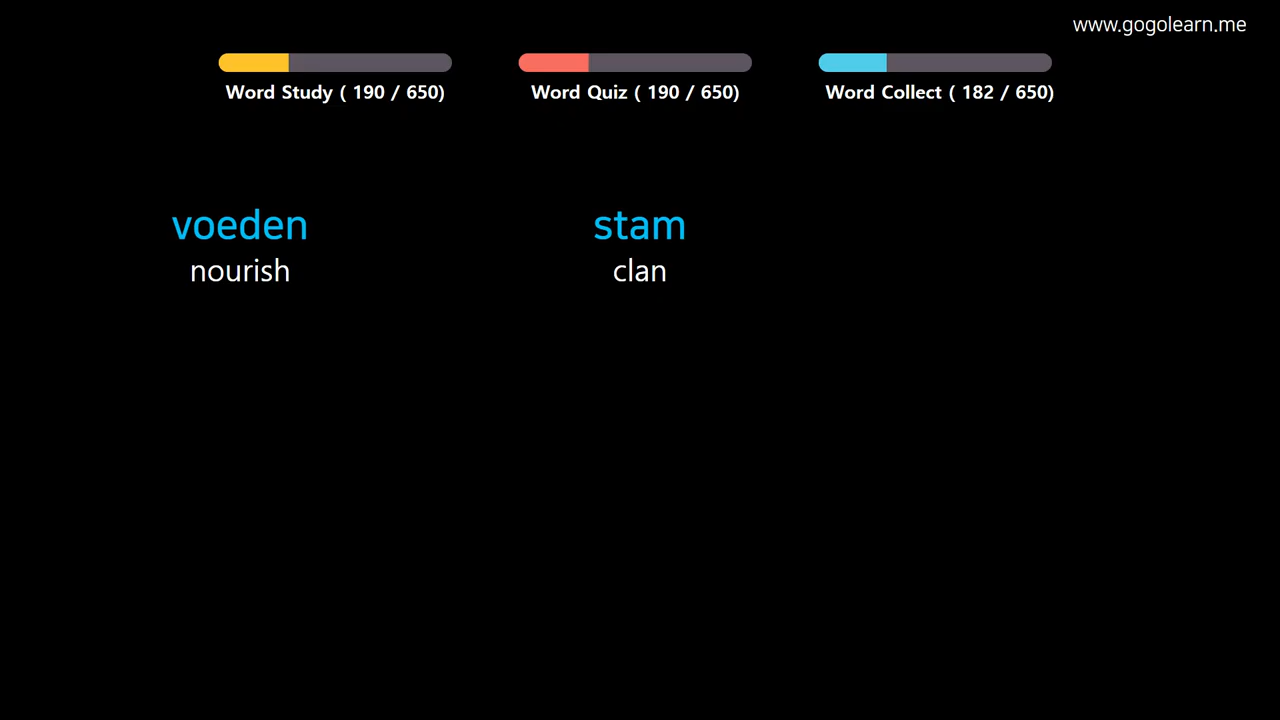 www.gogolearn.me
Word Study ( 190 / 650)
Word Quiz ( 190 / 650)
Word Collect ( 182 / 650)
voeden
nourish
stam
clan